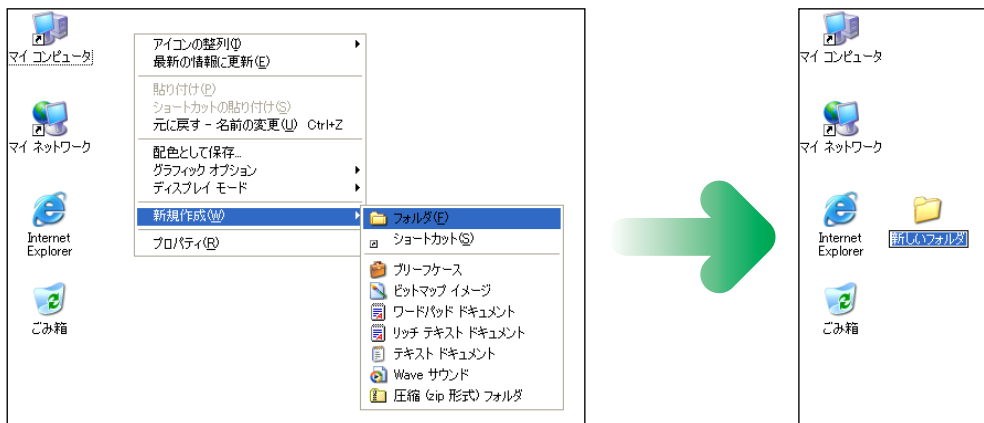 マイ コンピュータ
マイ ネットワーク
Internet
Explorer
ごみ箱
アイコンの整列(I)
最新の情報に更新(E)
貼り付け(P)
ショートカットの貼り付け(S)
元に戻す - 名前の変更(U) Ctrl+Z
配色として保存...
グラフィック オプション
ディスプレイ モード
新規作成(W)
プロパティ(R)
フォルダ(F)
ショートカット(S)
ブリーフケース
ビットマップ イメージ
ワードパッド ドキュメント
リッチ テキスト ドキュメント
テキスト ドキュメント
Wave サウンド
圧縮 (zip 形式) フォルダ
マイ コンピュータ
マイ ネットワーク
Internet
Explorer
新しいフォルダ
ごみ箱